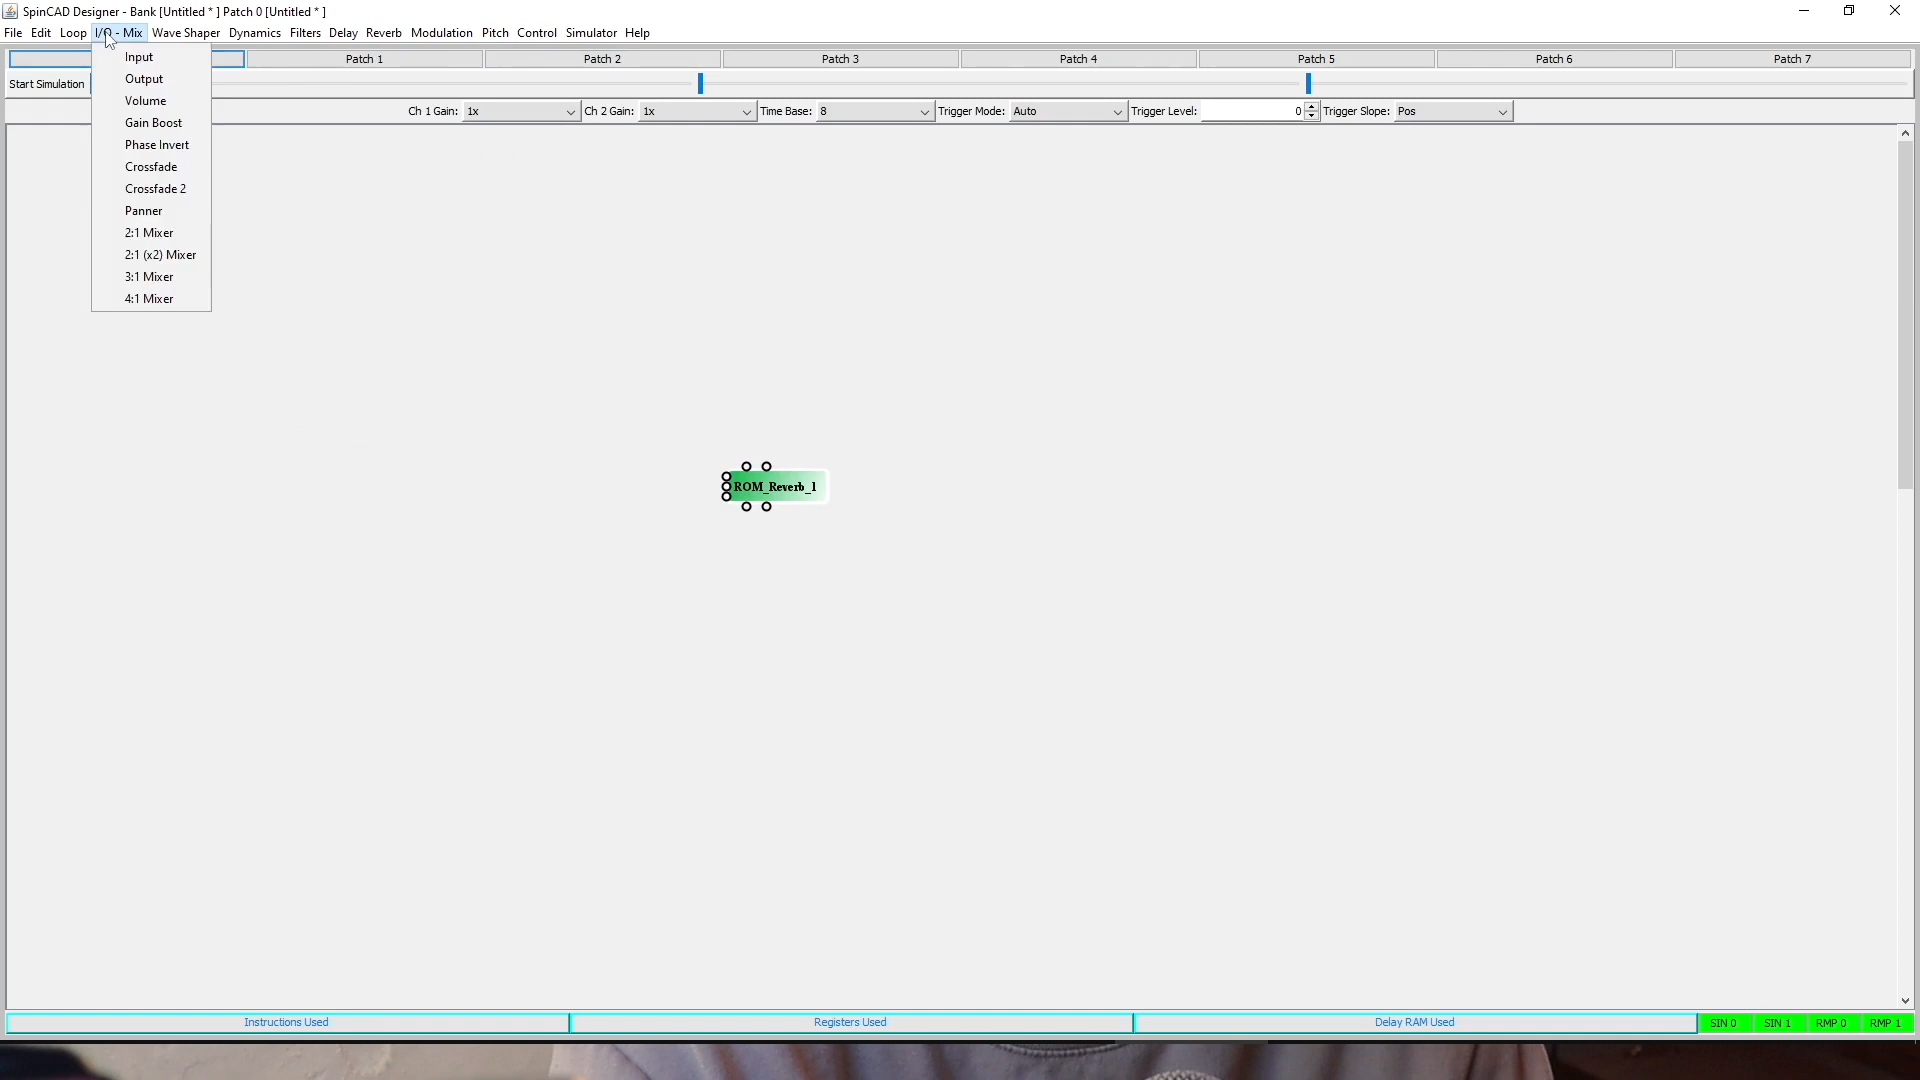 SpinCAD Designer - Bank [Untitled * ] Patch 0 [Untitled * ]
File Edit Loop I/O - Mix Wave Shaper Dynamics Filters Delay Reverb Modulation Pitch Control Simulator Help
Patch 1 Patch 2 Patch 3 Patch 4 Patch 5 Patch 6 Patch 7
Start Simulation
Ch 1 Gain: 1x Ch 2 Gain: 1x Time Base: 8 Trigger Mode: Auto Trigger Level: 0 Trigger Slope: Pos
Input
Output
Volume
Gain Boost
Phase Invert
Crossfade
Crossfade 2
Panner
2:1 Mixer
2:1 (x2) Mixer
3:1 Mixer
4:1 Mixer
ROM_Reverb_1
Instructions Used Registers Used Delay RAM Used SIN 0 SIN 1 RMP 0 RMP 1